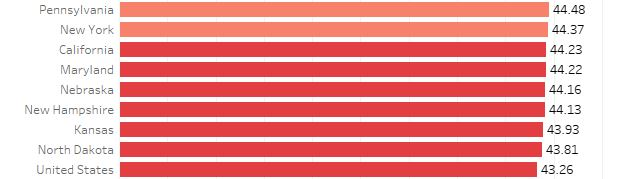 Pennsylvania 44.48
New York 44.37
California 44.23
Maryland 44.22
Nebraska 44.16
New Hampshire 44.13
Kansas 43.93
North Dakota 43.81
United States 43.26